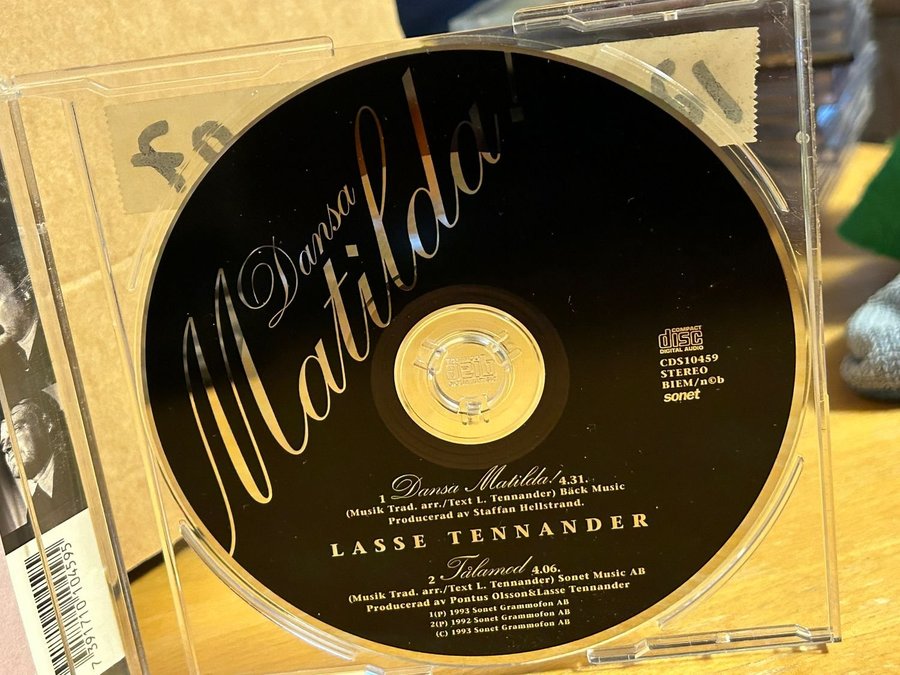 Dansa
Matilda!
COMPACT
disc
DIGITAL AUDIO
CDS10459
STEREO
BIEM/n©b
sonet
1 Dansa Matilda! 4.31.
(Musik Trad. arr./Text L. Tennander) Bäck Music
Producerad av Staffan Hellstrand.
LASSE TENNANDER
2 Tålamod 4.06.
(Musik Trad. arr./Text L. Tennander) Sonet Music AB
Producerad av Pontus Olsson&Lasse Tennander
1(P) 1993 Sonet Grammofon AB
2(P) 1992 Sonet Grammofon AB
(C) 1993 Sonet Grammofon AB
7391710104595